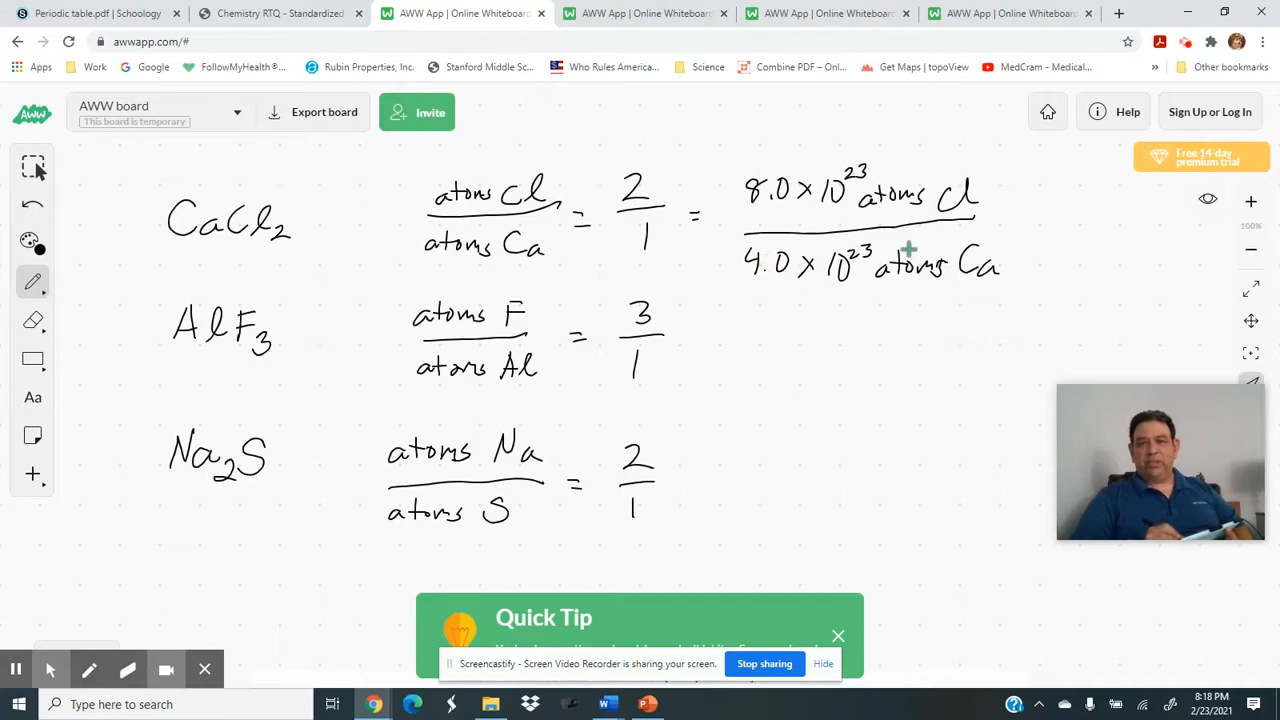 Periodic table.pdf | Schoology
Chemistry RTQ - Standardized
AWW App | Online Whiteboard
AWW App | Online Whiteboard
AWW App | Online Whiteboard
AWW App | Online Whiteboard
awwapp.com/#
Apps
Work
Google
FollowMyHealth®...
Rubin Properties, Inc.
Stanford Middle Sc...
Who Rules America...
Science
Combine PDF – Onl...
Get Maps | topoView
MedCram - Medical...
»
Other bookmarks
AWW
AWW board
This board is temporary
Export board
Invite
Help
Sign Up or Log In
Free 14-day
premium trial
100%
Aa
CaCl₂
atoms Cl
atoms Ca
=
2
1
=
8.0 × 10²³ atoms Cl
4.0 × 10²³ atoms Ca
AlF₃
atoms F
atoms Al
=
3
1
Na₂S
atoms Na
atoms S
=
2
1
Quick Tip
Screencastify - Screen Video Recorder is sharing your screen.
Stop sharing
Hide
Type here to search
8:18 PM
2/23/2021